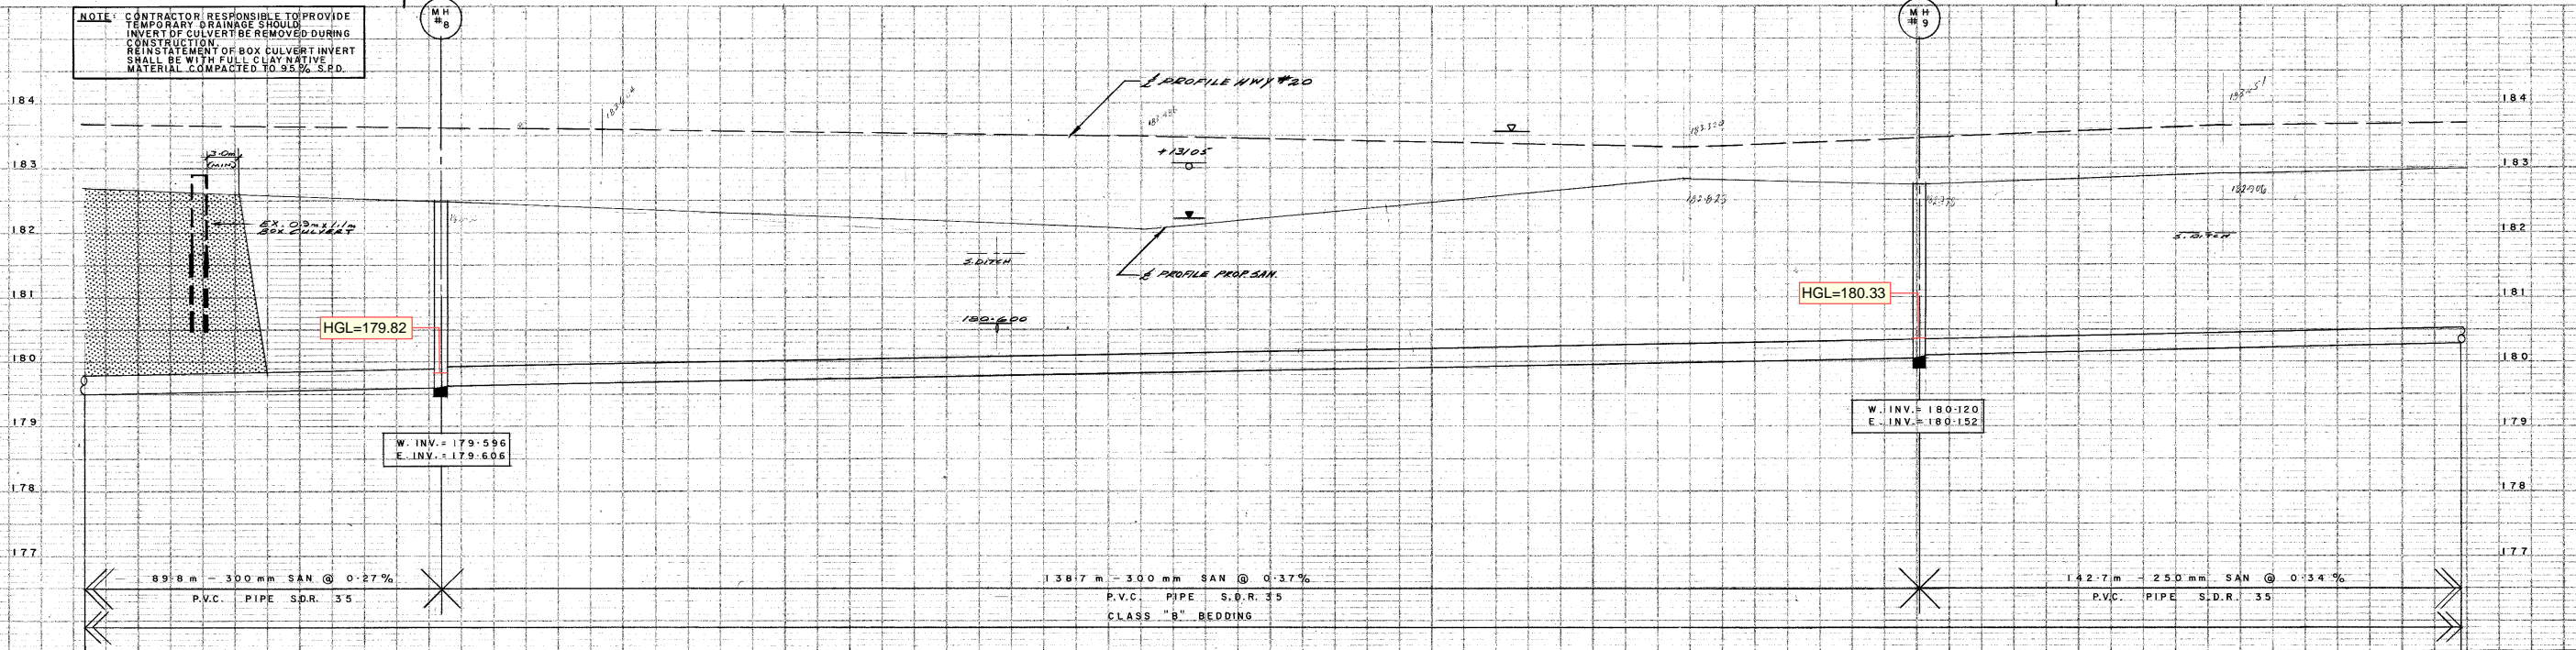 NOTE: CONTRACTOR RESPONSIBLE TO PROVIDE
TEMPORARY DRAINAGE SHOULD
INVERT OF CULVERT BE REMOVED DURING
CONSTRUCTION.
REINSTATEMENT OF BOX CULVERT INVERT
SHALL BE WITH FULL CLAY NATIVE
MATERIAL COMPACTED TO 95% S.P.D.
MH
#8
MH
#9
℄ PROFILE HWY #20
184
184
183
183
3.0m
(MIN)
+13105
182.825
182.906
EX. 0.9m x 1.1m
BOX CULVERT
182
182
S. DITCH
S. DITCH
℄ PROFILE PROP. SAN.
181
181
HGL=180.33
HGL=179.82
180.600
180
180
W. INV.= 180.120
E. INV.= 180.152
179
179
W. INV.= 179.596
E. INV.= 179.606
178
178
177
177
89.8 m - 300 mm SAN @ 0.27%
P.V.C. PIPE S.D.R. 35
138.7 m - 300 mm SAN @ 0.37%
P.V.C. PIPE S.D.R. 35
CLASS "B" BEDDING
142.7 m - 250 mm SAN @ 0.34%
P.V.C. PIPE S.D.R. 35